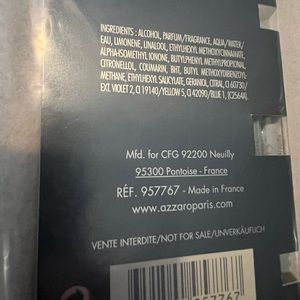 INGREDIENTS : ALCOHOL, PARFUM/FRAGRANCE, AQUA/WATER/
EAU, LIMONENE, LINALOOL, ETHYLHEXYL METHOXYCINNAMATE,
ALPHA-ISOMETHYL IONONE, BUTYLPHENYL METHYLPROPIONAL,
CITRONELLOL, COUMARIN, BHT, BUTYL METHOXYDIBENZOYL-
METHANE, ETHYLHEXYL SALICYLATE, GERANIOL, CITRAL, CI 60730/
EXT. VIOLET 2, CI 19140/YELLOW 5, CI 42090/BLUE 1, (C2564A)
Mfd. for CFG 92200 Neuilly
95300 Pontoise - France
RÉF. 957767 - Made in France
www.azzaroparis.com
VENTE INTERDITE/NOT FOR SALE/UNVERKÄUFLICH